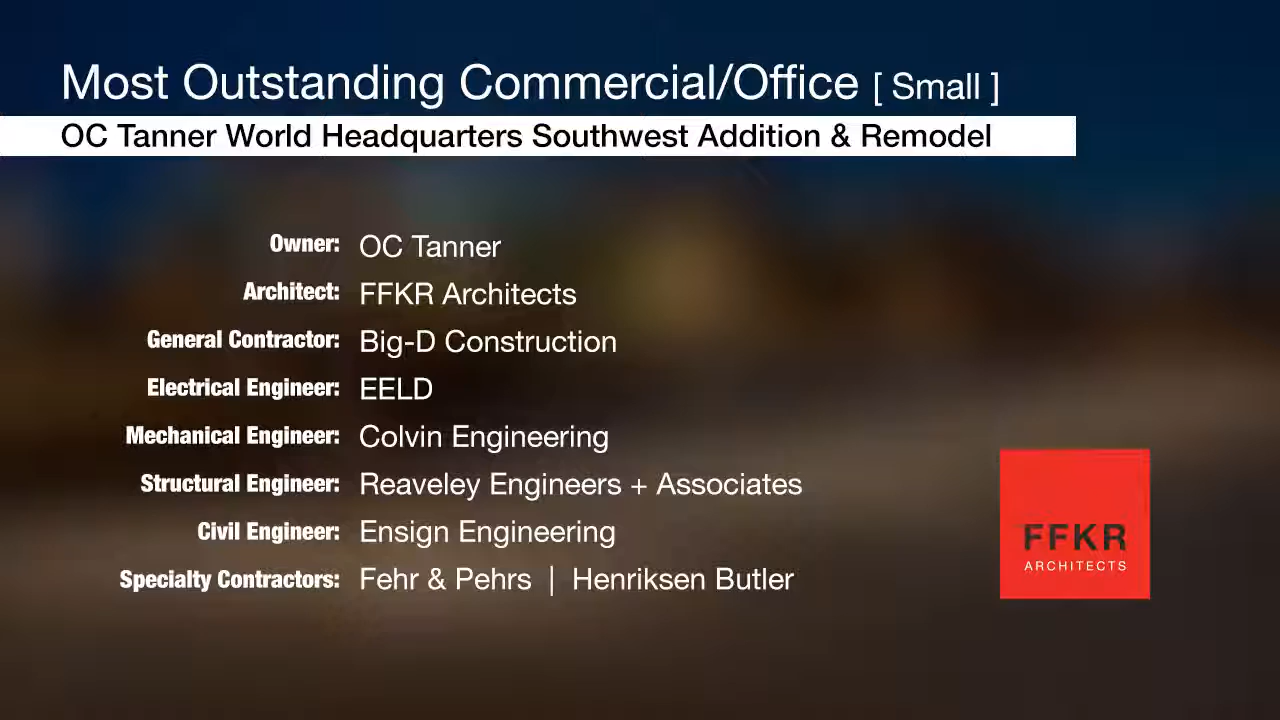 Most Outstanding Commercial/Office [ Small ]
OC Tanner World Headquarters Southwest Addition & Remodel
Owner: OC Tanner
Architect: FFKR Architects
General Contractor: Big-D Construction
Electrical Engineer: EELD
Mechanical Engineer: Colvin Engineering
Structural Engineer: Reaveley Engineers + Associates
Civil Engineer: Ensign Engineering
Specialty Contractors: Fehr & Pehrs | Henriksen Butler
FFKR
ARCHITECTS